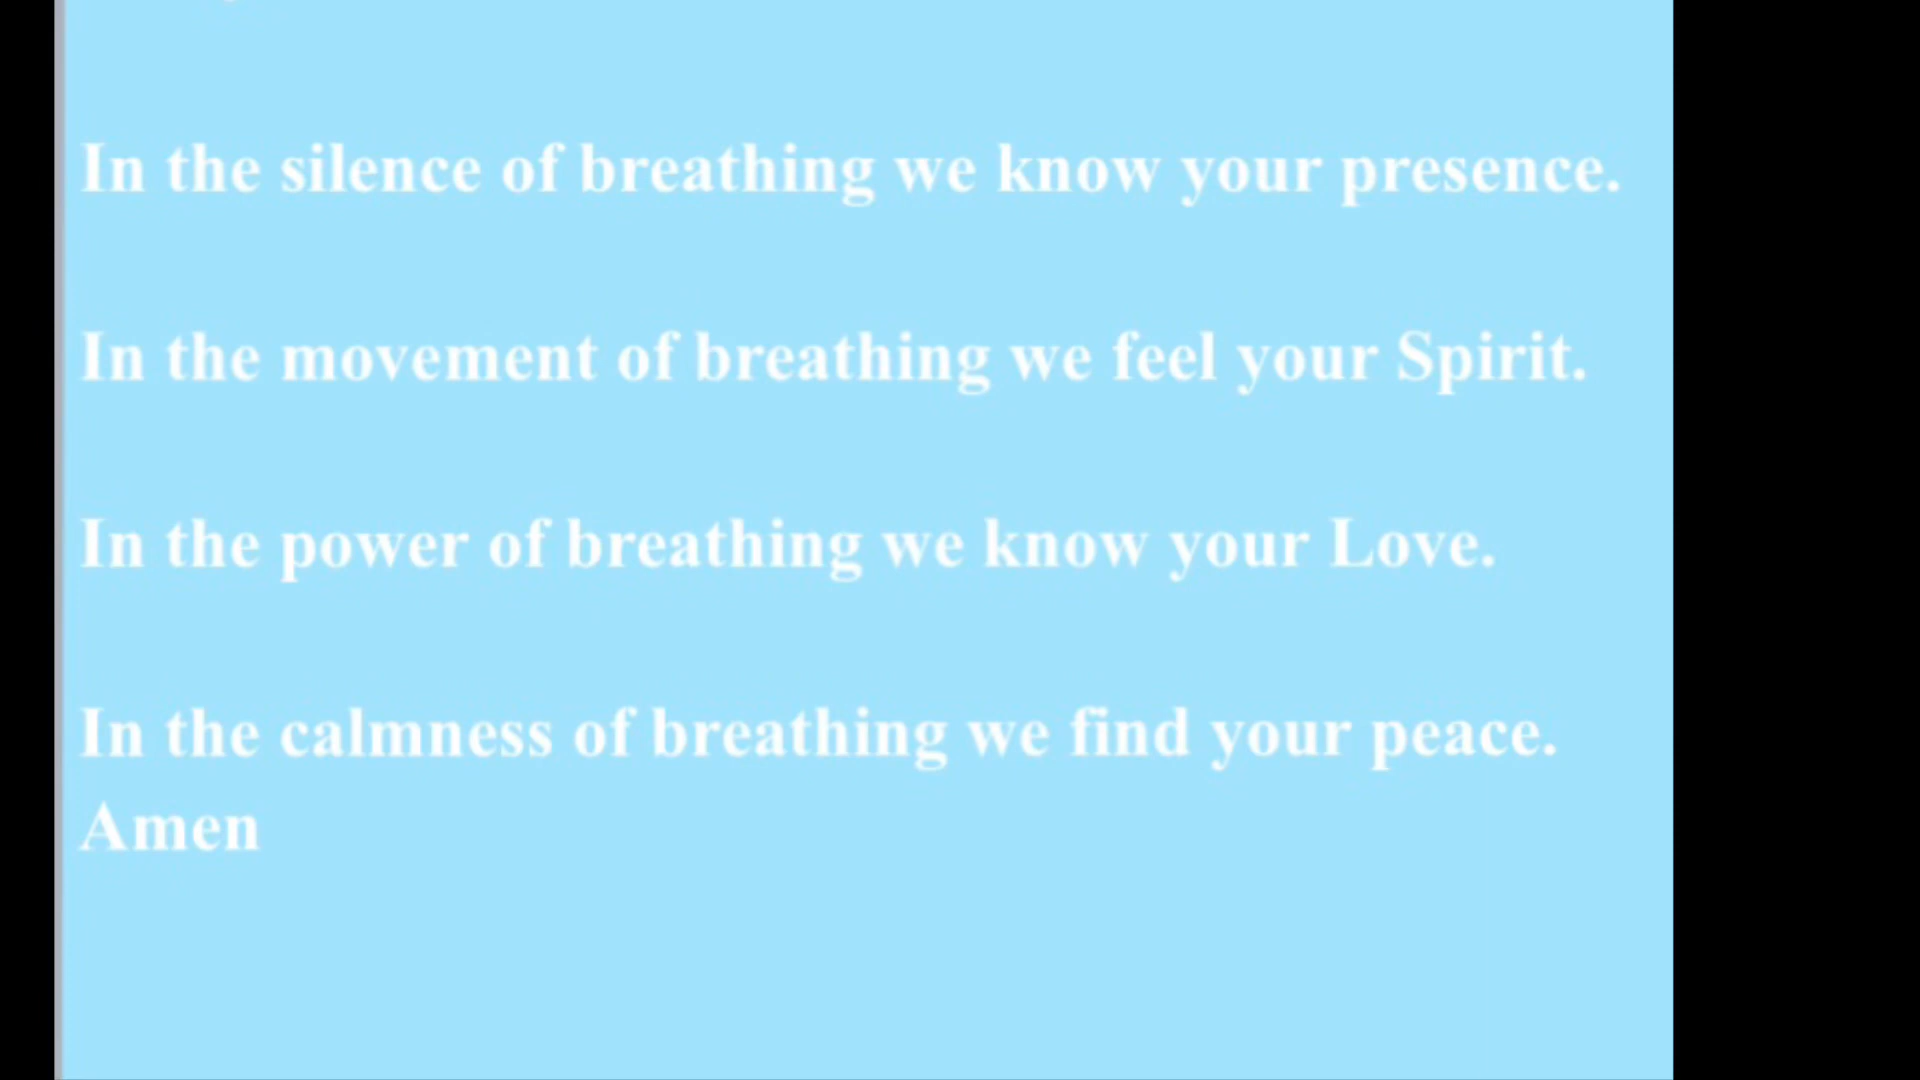 In the silence of breathing we know your presence.
In the movement of breathing we feel your Spirit.
In the power of breathing we know your Love.
In the calmness of breathing we find your peace.
Amen